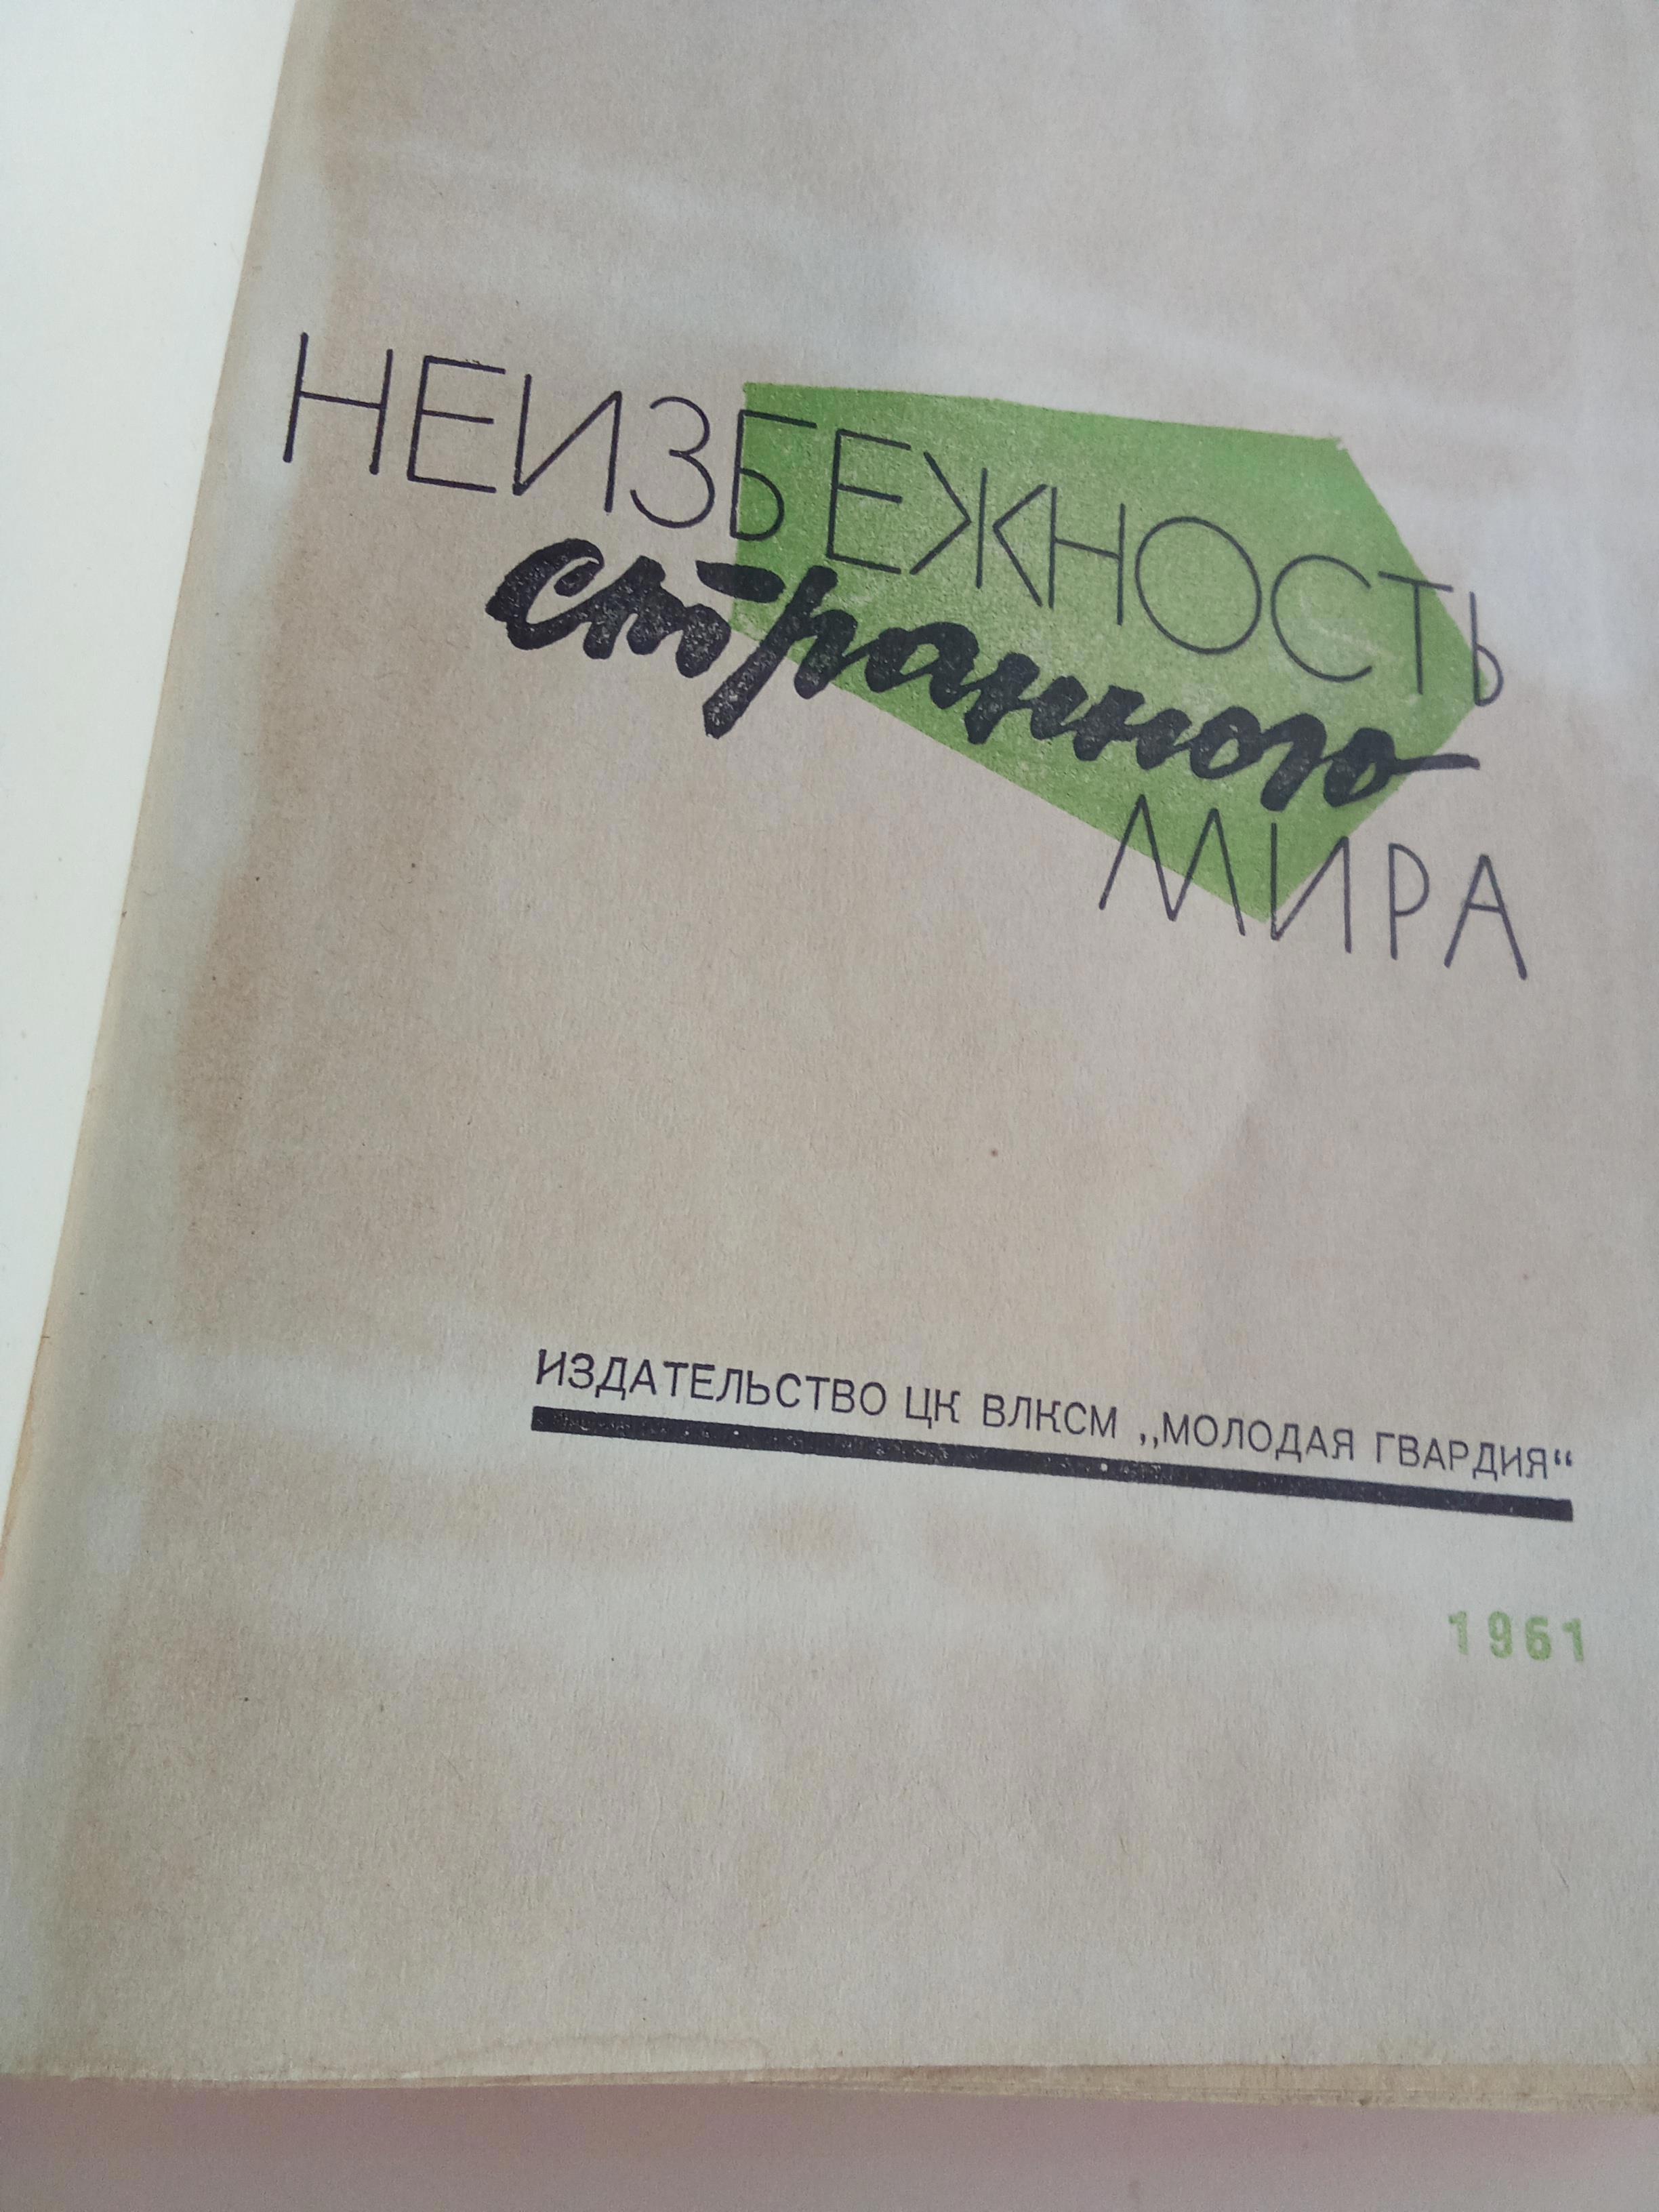 НЕИЗБЕЖНОСТЬ
странного
МИРА
ИЗДАТЕЛЬСТВО ЦК ВЛКСМ „МОЛОДАЯ ГВАРДИЯ“
1961